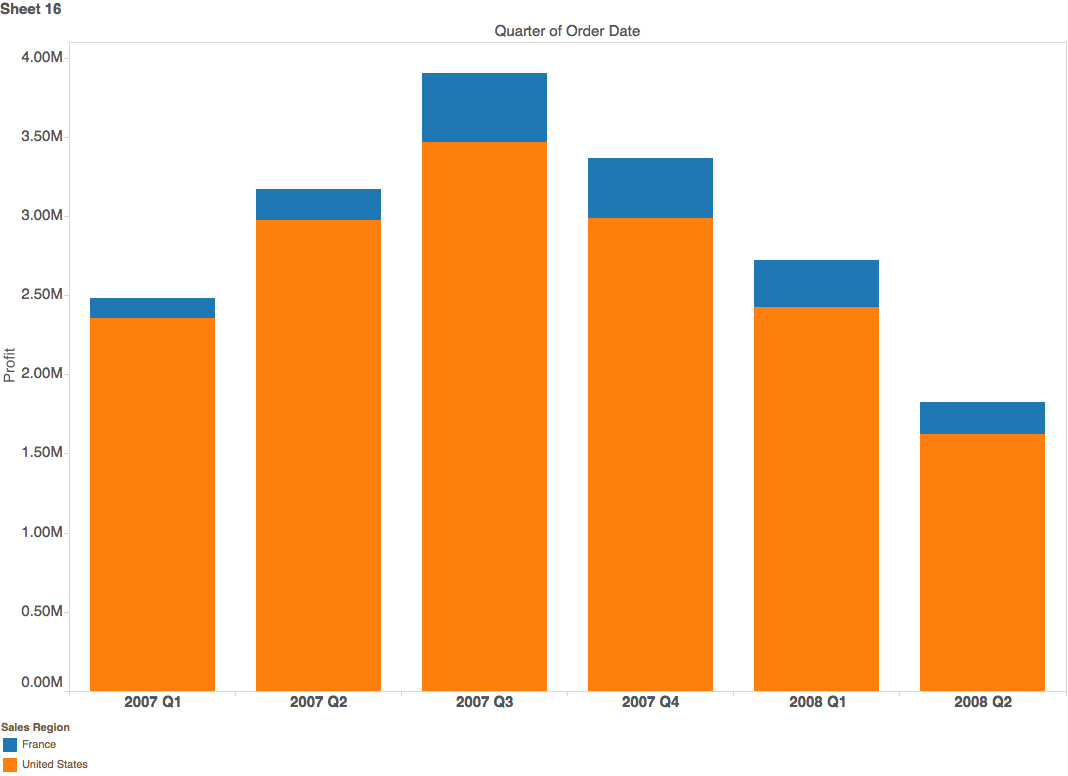 Sheet 16
Quarter of Order Date
4.00M
3.50M
3.00M
2.50M
2.00M
1.50M
1.00M
0.50M
0.00M
Profit
2007 Q1 2007 Q2 2007 Q3 2007 Q4 2008 Q1 2008 Q2
Sales Region
France
United States